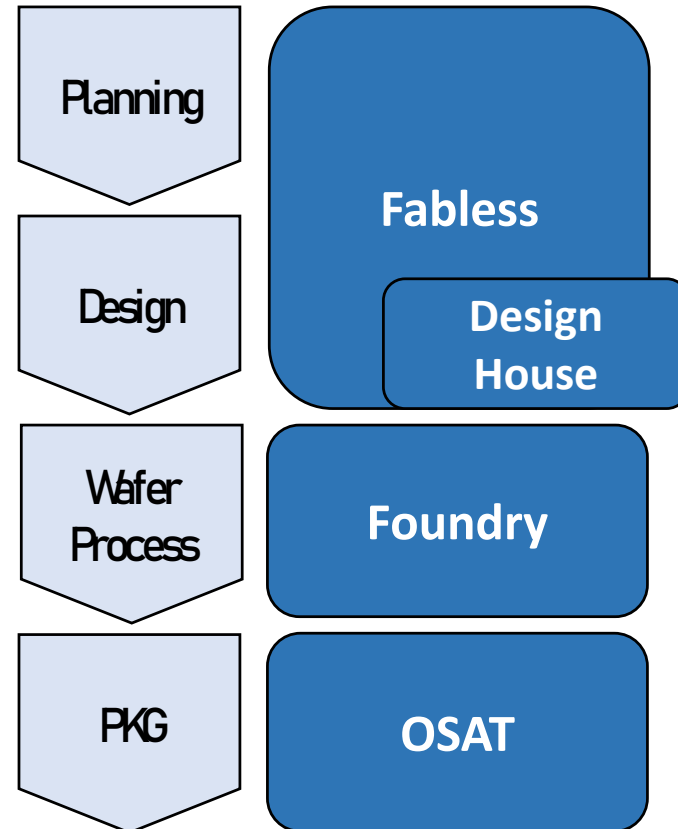 Planning
Fabless
Design
Design
House
Wafer
Process
Foundry
PKG
OSAT